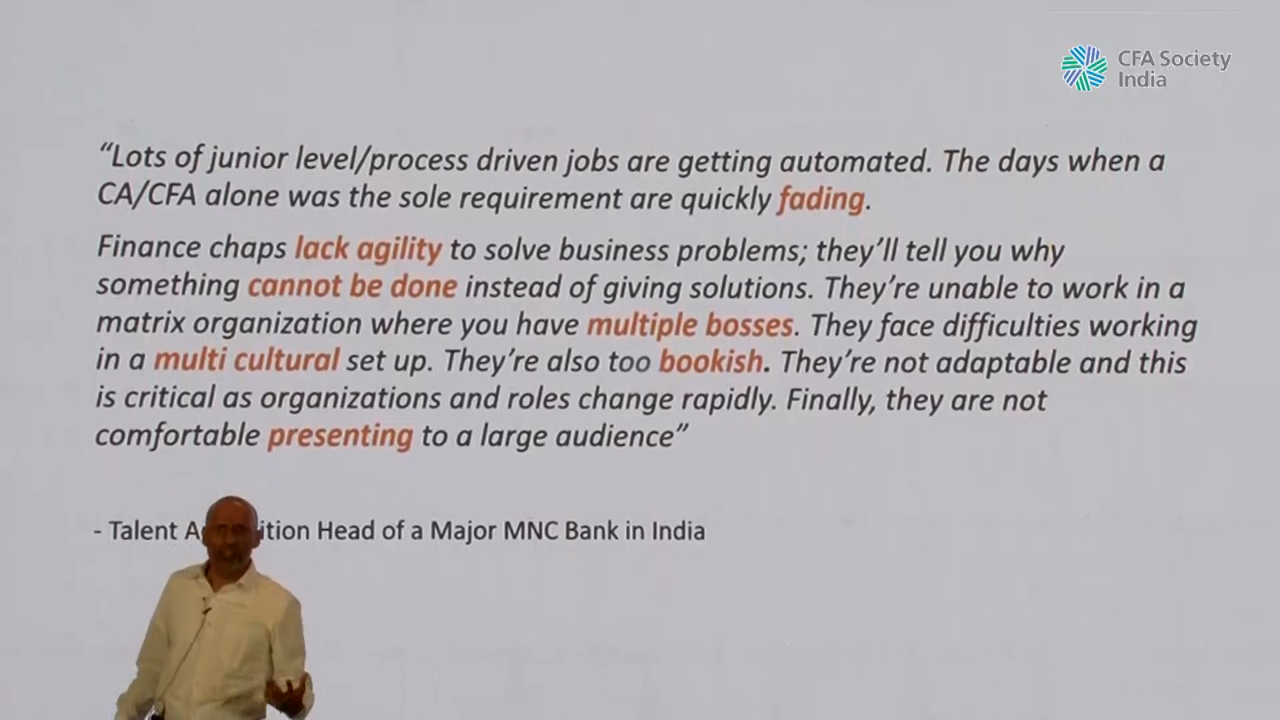 CFA Society
India
“Lots of junior level/process driven jobs are getting automated. The days when a
CA/CFA alone was the sole requirement are quickly fading.
Finance chaps lack agility to solve business problems; they’ll tell you why
something cannot be done instead of giving solutions. They’re unable to work in a
matrix organization where you have multiple bosses. They face difficulties working
in a multi cultural set up. They’re also too bookish. They’re not adaptable and this
is critical as organizations and roles change rapidly. Finally, they are not
comfortable presenting to a large audience”
- Talent Head of a Major MNC Bank in India